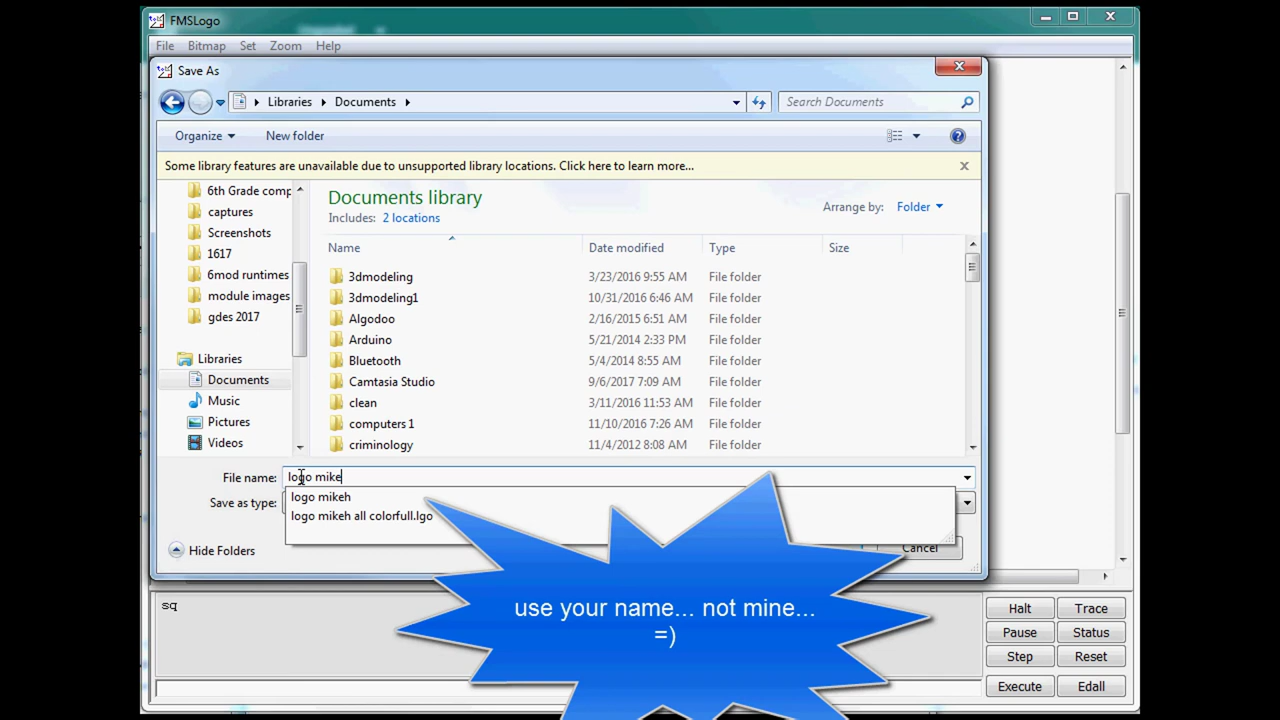 FMSLogo
File Bitmap Set Zoom Help
Save As
Libraries Documents
Search Documents
Organize New folder
Some library features are unavailable due to unsupported library locations. Click here to learn more...
6th Grade comp
captures
Screenshots
1617
6mod runtimes
module images
gdes 2017
Libraries
Documents
Music
Pictures
Videos
Documents library
Includes: 2 locations
Arrange by: Folder
Name Date modified Type Size
3dmodeling 3/23/2016 9:55 AM File folder
3dmodeling1 10/31/2016 6:46 AM File folder
Algodoo 2/16/2015 6:51 AM File folder
Arduino 5/21/2014 2:33 PM File folder
Bluetooth 5/4/2014 8:55 AM File folder
Camtasia Studio 9/6/2017 7:09 AM File folder
clean 3/11/2016 11:53 AM File folder
computers 1 11/10/2016 7:26 AM File folder
criminology 11/4/2012 8:08 AM File folder
File name: logo mike
logo mikeh
Save as type:
logo mikeh all colorfull.lgo
Hide Folders
Cancel
use your name... not mine...
=)
sq
Halt Trace
Pause Status
Step Reset
Execute Edall